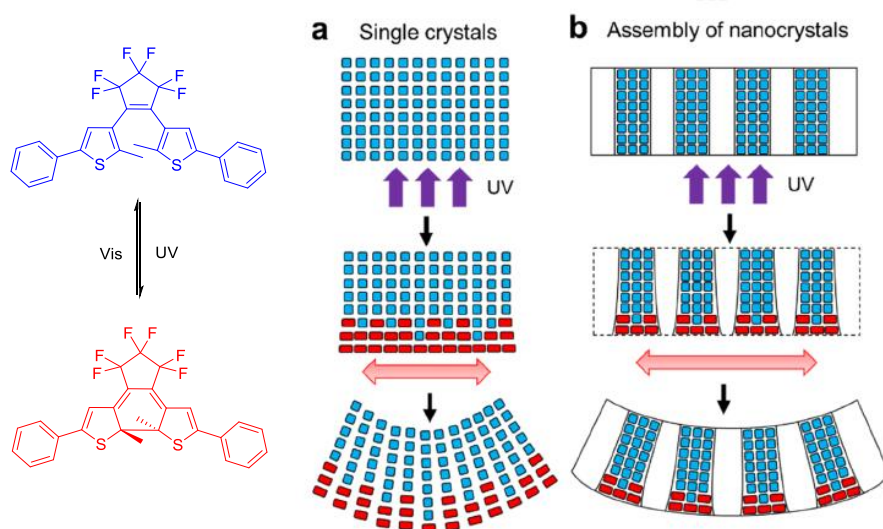 a Single crystals
b Assembly of nanocrystals
F F
F F
F F
S S
UV
UV
Vis UV
F F
F F
F F
S S